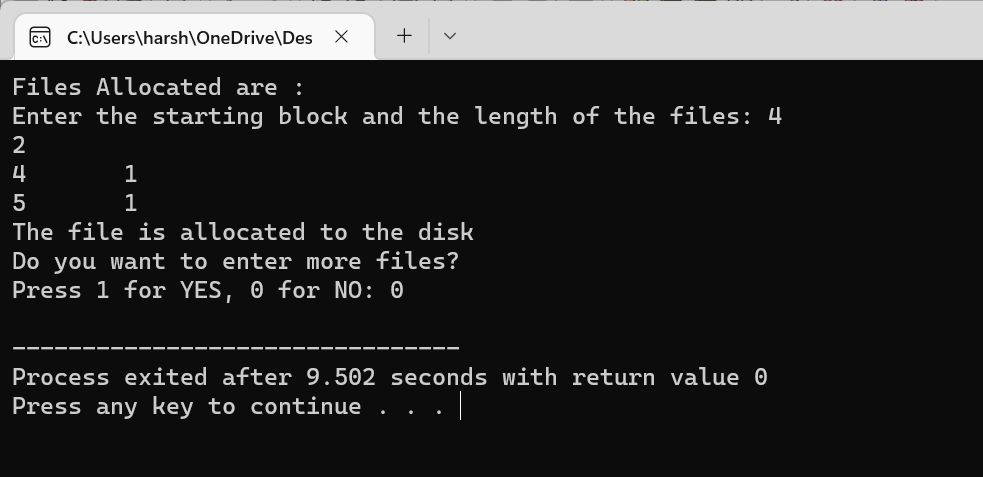 C:\Users\harsh\OneDrive\Des
Files Allocated are :
Enter the starting block and the length of the files: 4
2
4       1
5       1
The file is allocated to the disk
Do you want to enter more files?
Press 1 for YES, 0 for NO: 0
--------------------------------
Process exited after 9.502 seconds with return value 0
Press any key to continue . . .